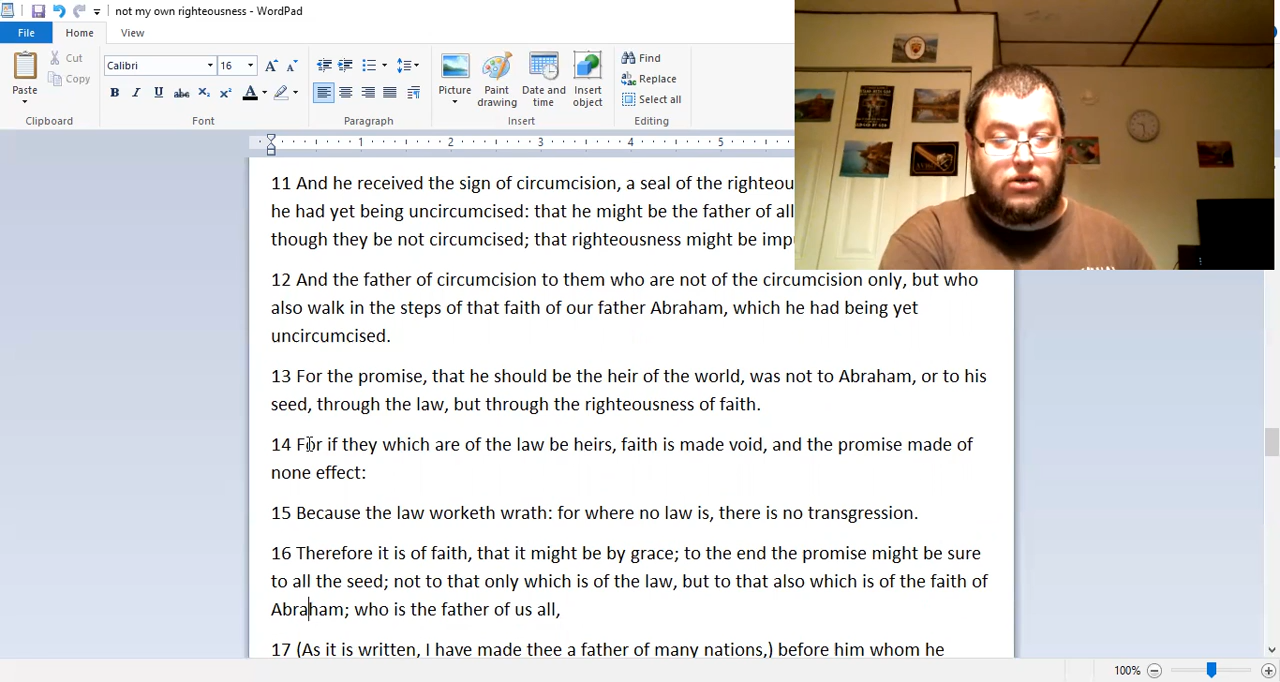 not my own righteousness - WordPad
File
Home
View
Paste
Cut
Copy
Clipboard
Calibri
16
Font
Paragraph
Picture
Paint drawing
Date and time
Insert object
Insert
Find
Replace
Select all
Editing
1 2 3 4 5
11 And he received the sign of circumcision, a seal of the
he had yet being uncircumcised: that he might be the father of all
though they be not circumcised; that righteousness might be
12 And the father of circumcision to them who are not of the circumcision only, but who
also walk in the steps of that faith of our father Abraham, which he had being yet
uncircumcised.
13 For the promise, that he should be the heir of the world, was not to Abraham, or to his
seed, through the law, but through the righteousness of faith.
14 For if they which are of the law be heirs, faith is made void, and the promise made of
none effect:
15 Because the law worketh wrath: for where no law is, there is no transgression.
16 Therefore it is of faith, that it might be by grace; to the end the promise might be sure
to all the seed; not to that only which is of the law, but to that also which is of the faith of
Abraham; who is the father of us all,
17 (As it is written, I have made thee a father of many nations,) before him whom he
100%